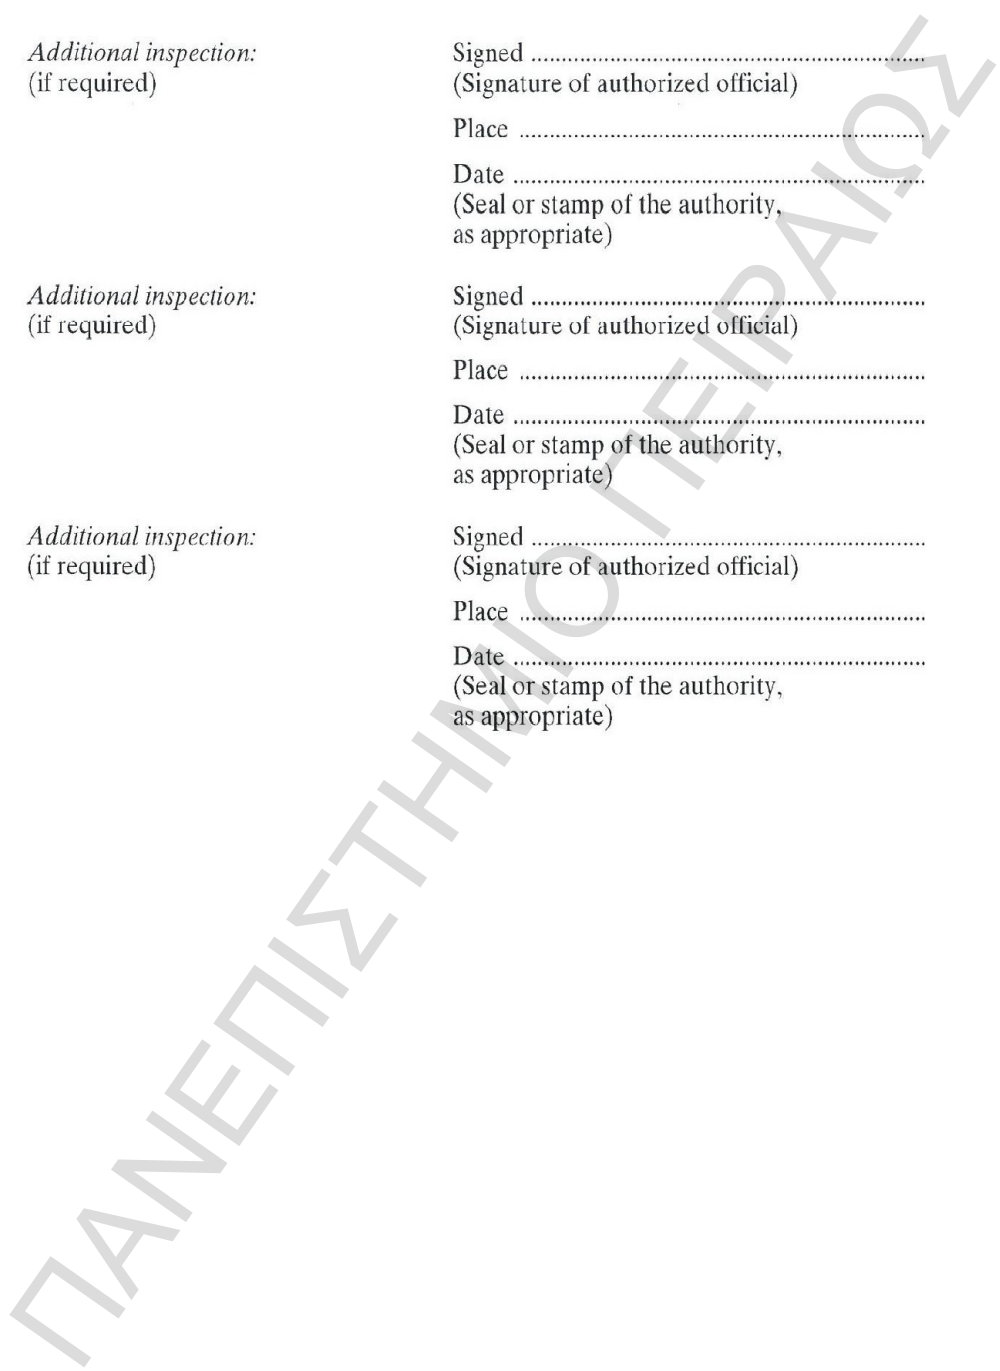 Additional inspection:
(if required)
Signed ..........................................................................
(Signature of authorized official)
Place ..........................................................................
Date ..........................................................................
(Seal or stamp of the authority,
as appropriate)
Additional inspection:
(if required)
Signed ..........................................................................
(Signature of authorized official)
Place ..........................................................................
Date ..........................................................................
(Seal or stamp of the authority,
as appropriate)
Additional inspection:
(if required)
Signed ..........................................................................
(Signature of authorized official)
Place ..........................................................................
Date ..........................................................................
(Seal or stamp of the authority,
as appropriate)
ΠΑΝΕΠΙΣΤΗΜΙΟ ΠΕΙΡΑΙΩΣ